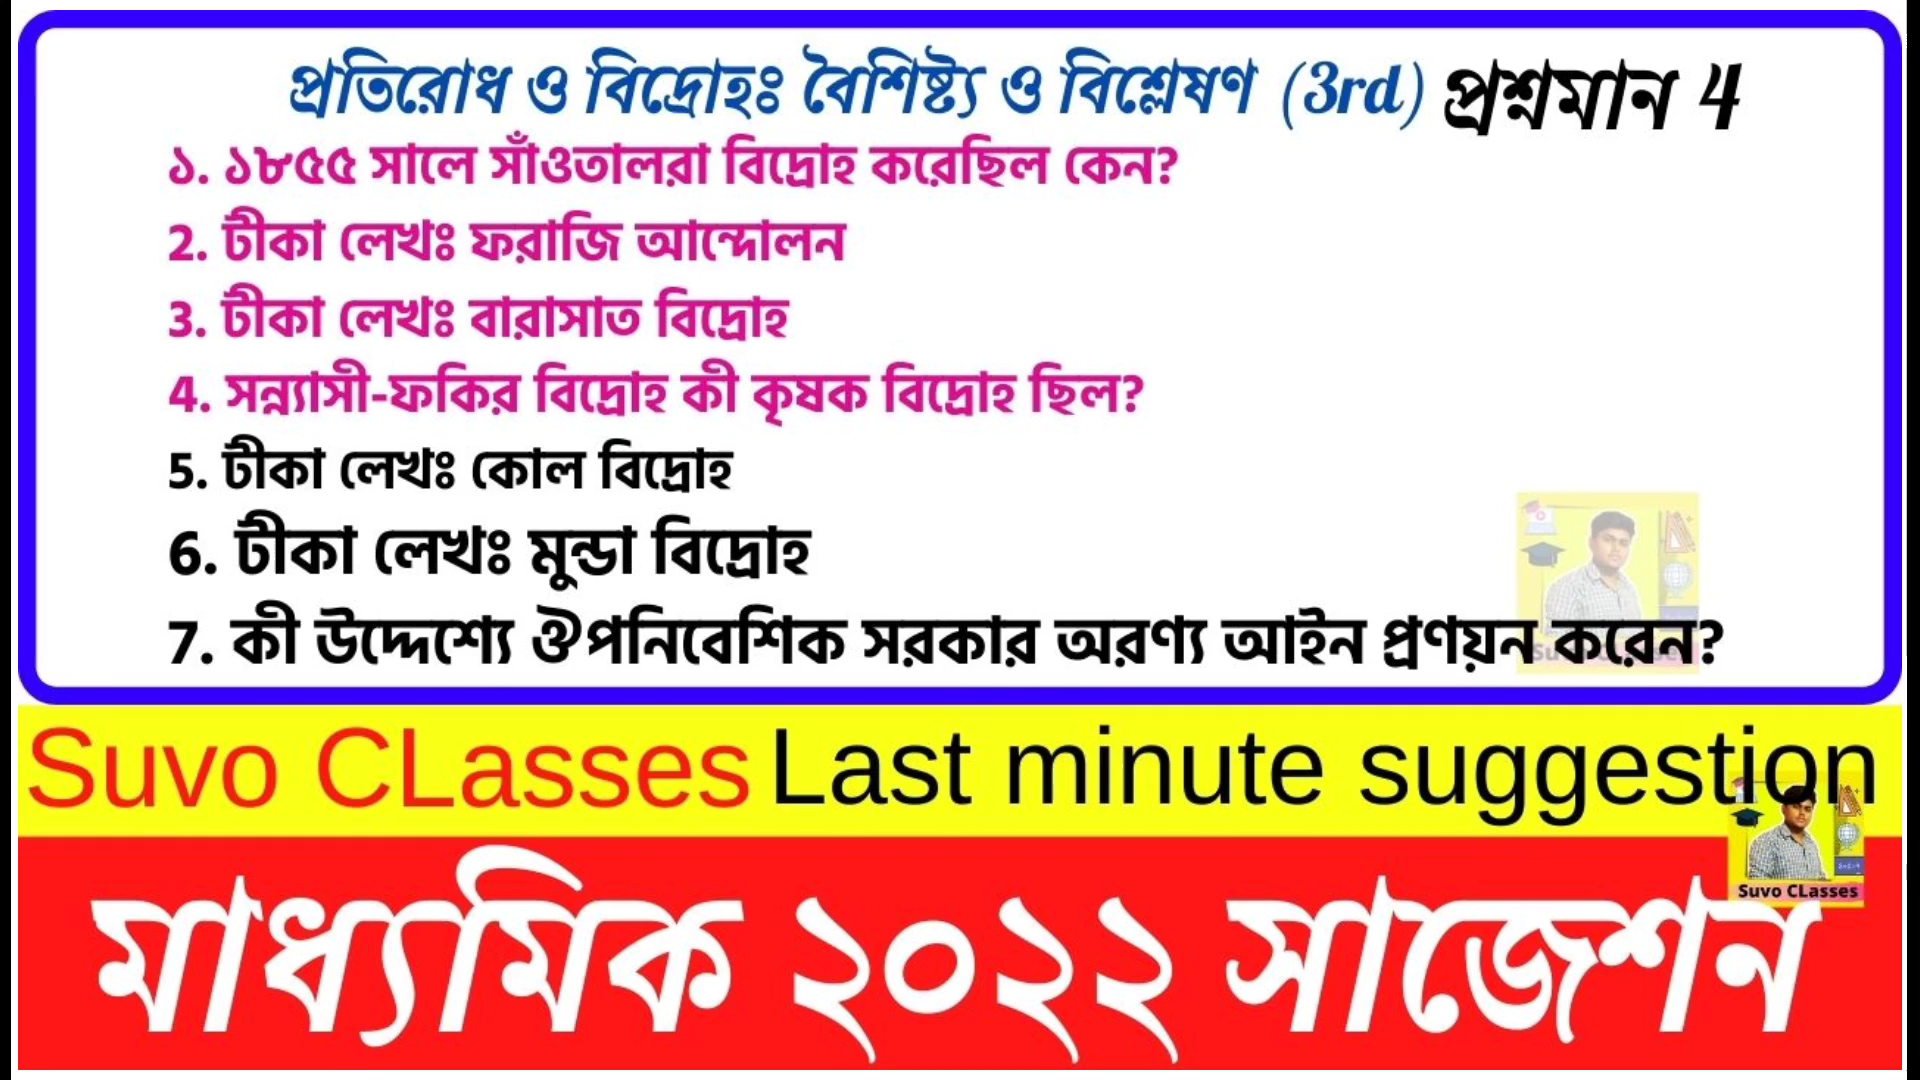 প্রতিরোধ ও বিদ্রোহঃ বৈশিষ্ট্য ও বিশ্লেষণ (3rd) প্রশ্নমান 4
১. ১৮৫৫ সালে সাঁওতালরা বিদ্রোহ করেছিল কেন?
2. টীকা লেখঃ ফরাজি আন্দোলন
3. টীকা লেখঃ বারাসাত বিদ্রোহ
4. সন্ন্যাসী-ফকির বিদ্রোহ কী কৃষক বিদ্রোহ ছিল?
5. টীকা লেখঃ কোল বিদ্রোহ
6. টীকা লেখঃ মুন্ডা বিদ্রোহ
7. কী উদ্দেশ্যে ঔপনিবেশিক সরকার অরণ্য আইন প্রণয়ন করেন?
Suvo CLasses Last minute suggestion
Suvo CLasses
মাধ্যমিক ২০২২ সাজেশন